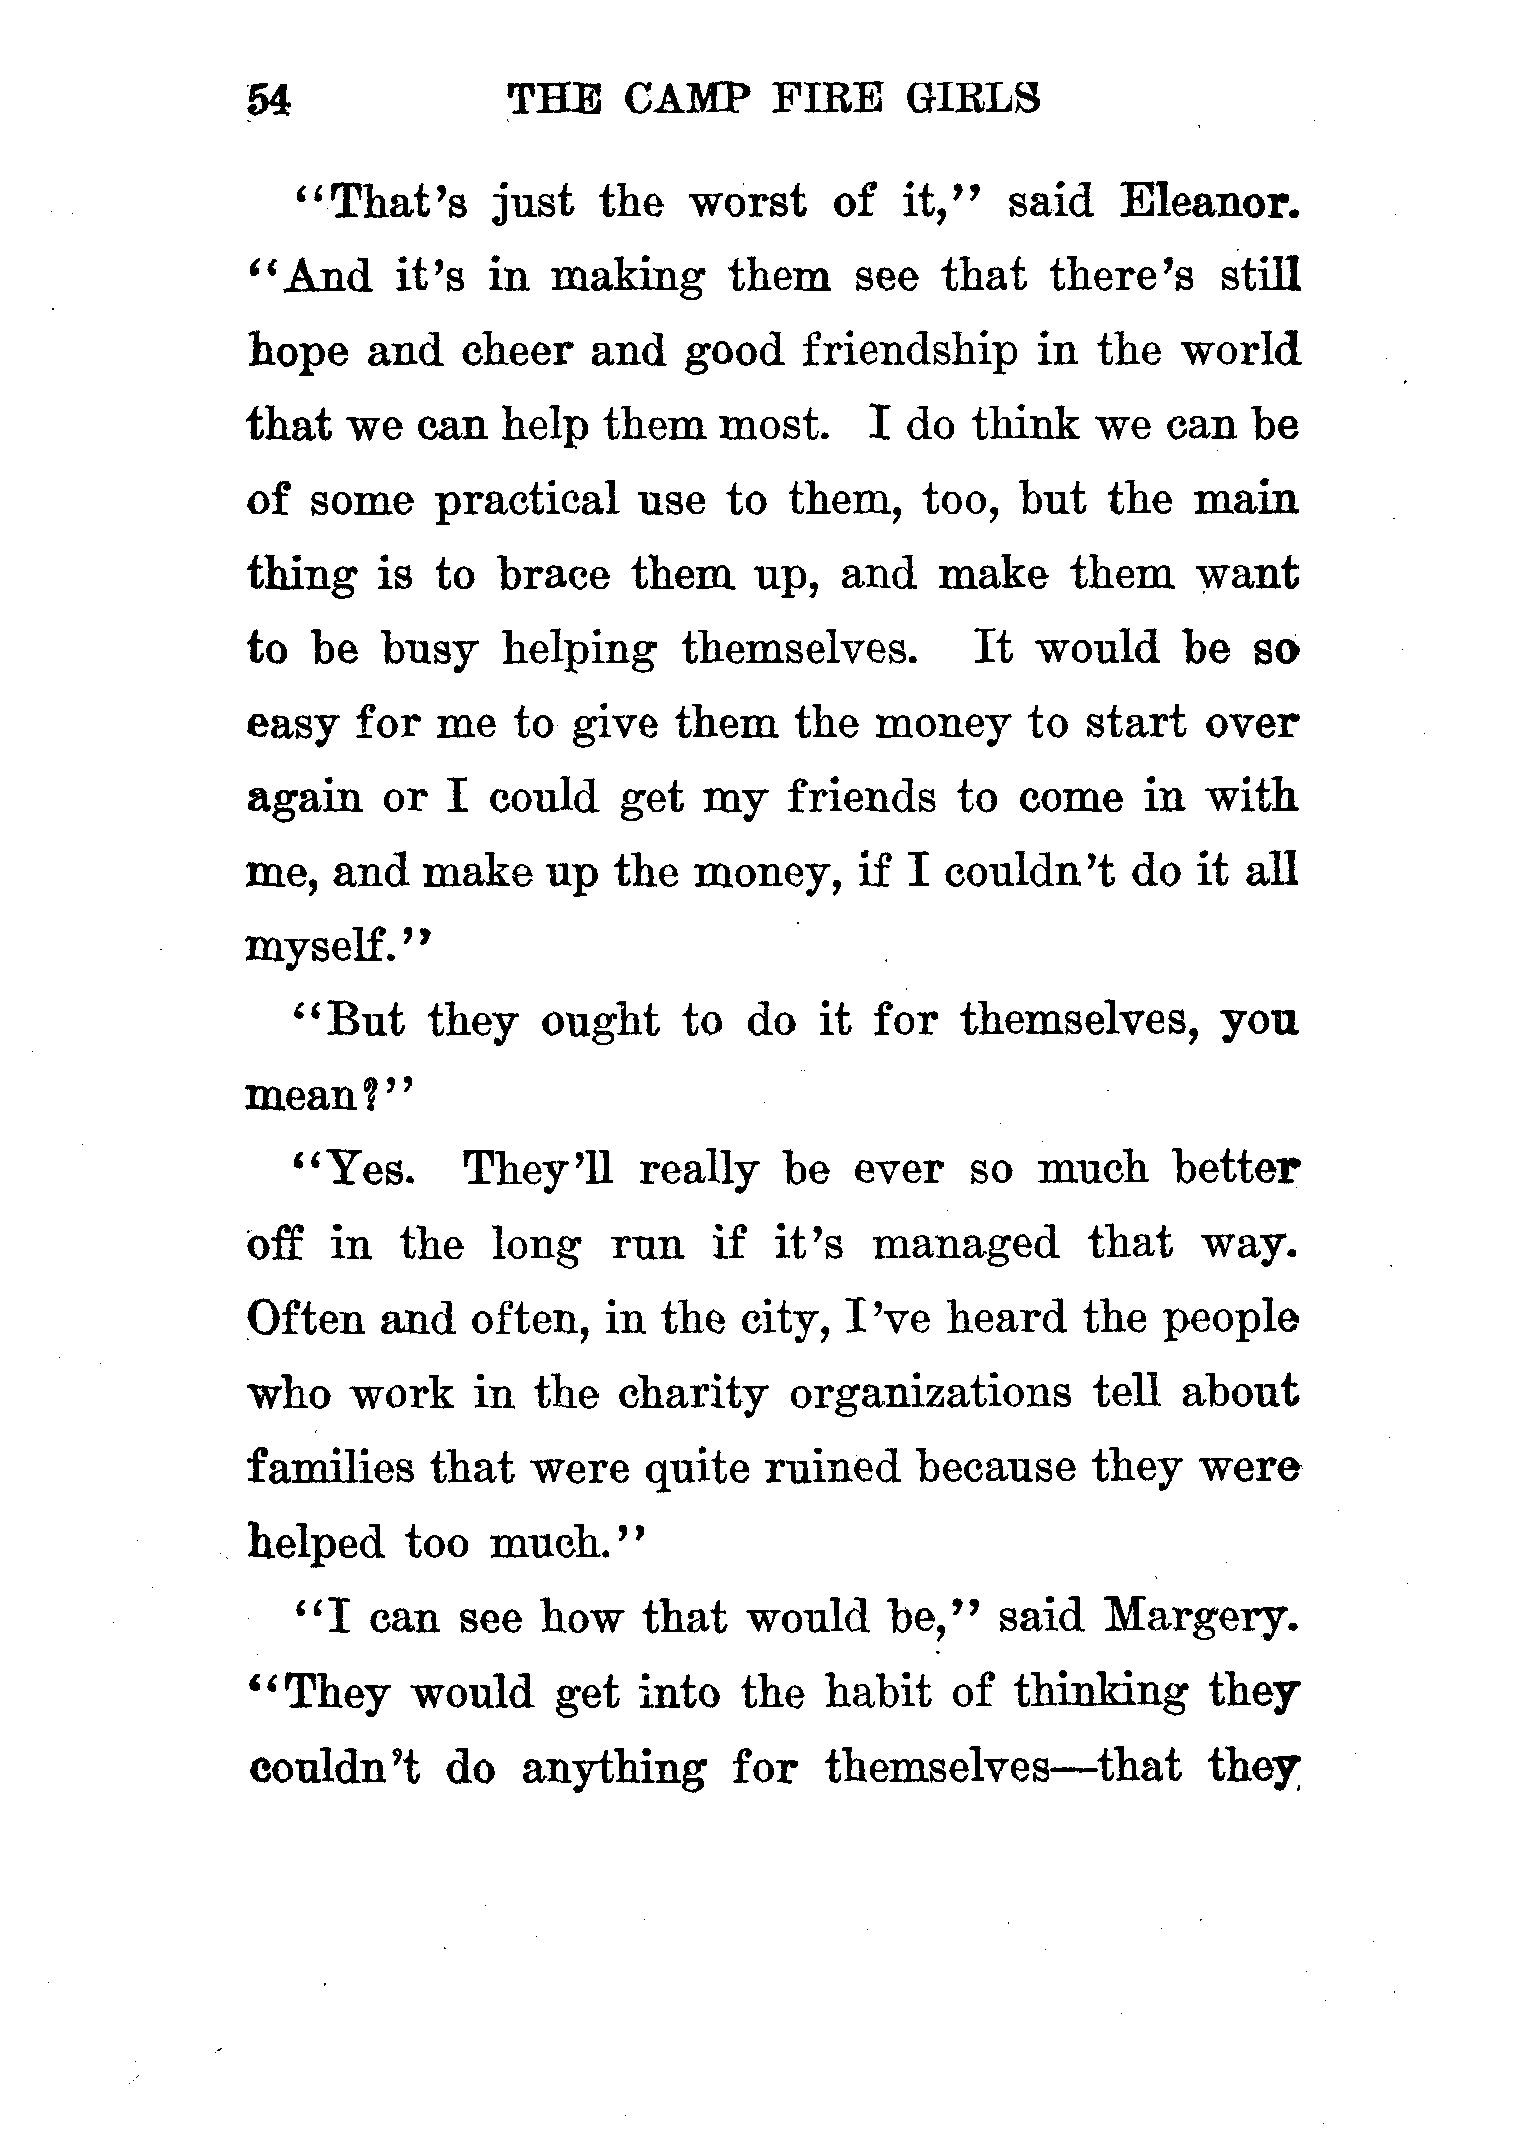 54 THE CAMP FIRE GIRLS
"That's just the worst of it," said Eleanor.
"And it's in making them see that there's still
hope and cheer and good friendship in the world
that we can help them most. I do think we can be
of some practical use to them, too, but the main
thing is to brace them up, and make them want
to be busy helping themselves. It would be so
easy for me to give them the money to start over
again or I could get my friends to come in with
me, and make up the money, if I couldn't do it all
myself."
"But they ought to do it for themselves, you
mean?"
"Yes. They'll really be ever so much better
off in the long run if it's managed that way.
Often and often, in the city, I've heard the people
who work in the charity organizations tell about
families that were quite ruined because they were
helped too much."
"I can see how that would be," said Margery.
"They would get into the habit of thinking they
couldn't do anything for themselves—that they